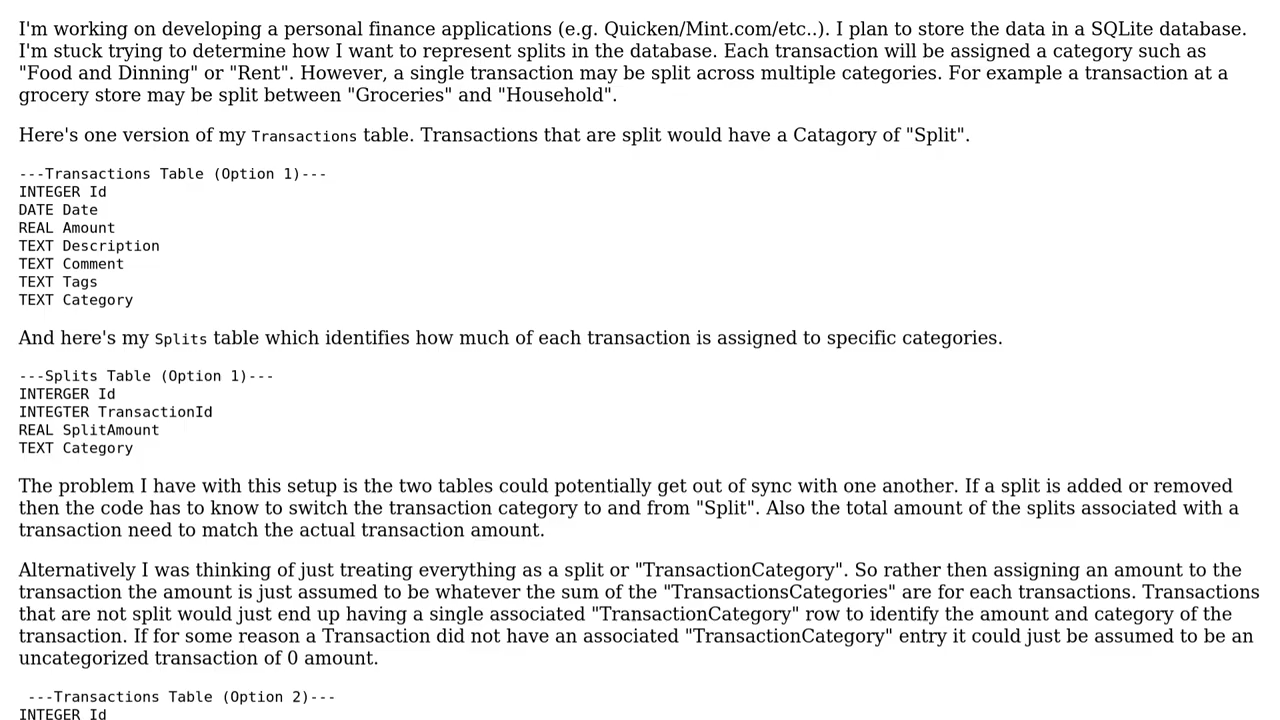 I'm working on developing a personal finance applications (e.g. Quicken/Mint.com/etc..). I plan to store the data in a SQLite database.
I'm stuck trying to determine how I want to represent splits in the database. Each transaction will be assigned a category such as
"Food and Dinning" or "Rent". However, a single transaction may be split across multiple categories. For example a transaction at a
grocery store may be split between "Groceries" and "Household".
Here's one version of my Transactions table. Transactions that are split would have a Catagory of "Split".
---Transactions Table (Option 1)---
INTEGER Id
DATE Date
REAL Amount
TEXT Description
TEXT Comment
TEXT Tags
TEXT Category
And here's my Splits table which identifies how much of each transaction is assigned to specific categories.
---Splits Table (Option 1)---
INTERGER Id
INTEGTER TransactionId
REAL SplitAmount
TEXT Category
The problem I have with this setup is the two tables could potentially get out of sync with one another. If a split is added or removed
then the code has to know to switch the transaction category to and from "Split". Also the total amount of the splits associated with a
transaction need to match the actual transaction amount.
Alternatively I was thinking of just treating everything as a split or "TransactionCategory". So rather then assigning an amount to the
transaction the amount is just assumed to be whatever the sum of the "TransactionsCategories" are for each transactions. Transactions
that are not split would just end up having a single associated "TransactionCategory" row to identify the amount and category of the
transaction. If for some reason a Transaction did not have an associated "TransactionCategory" entry it could just be assumed to be an
uncategorized transaction of 0 amount.
---Transactions Table (Option 2)---
INTEGER Id